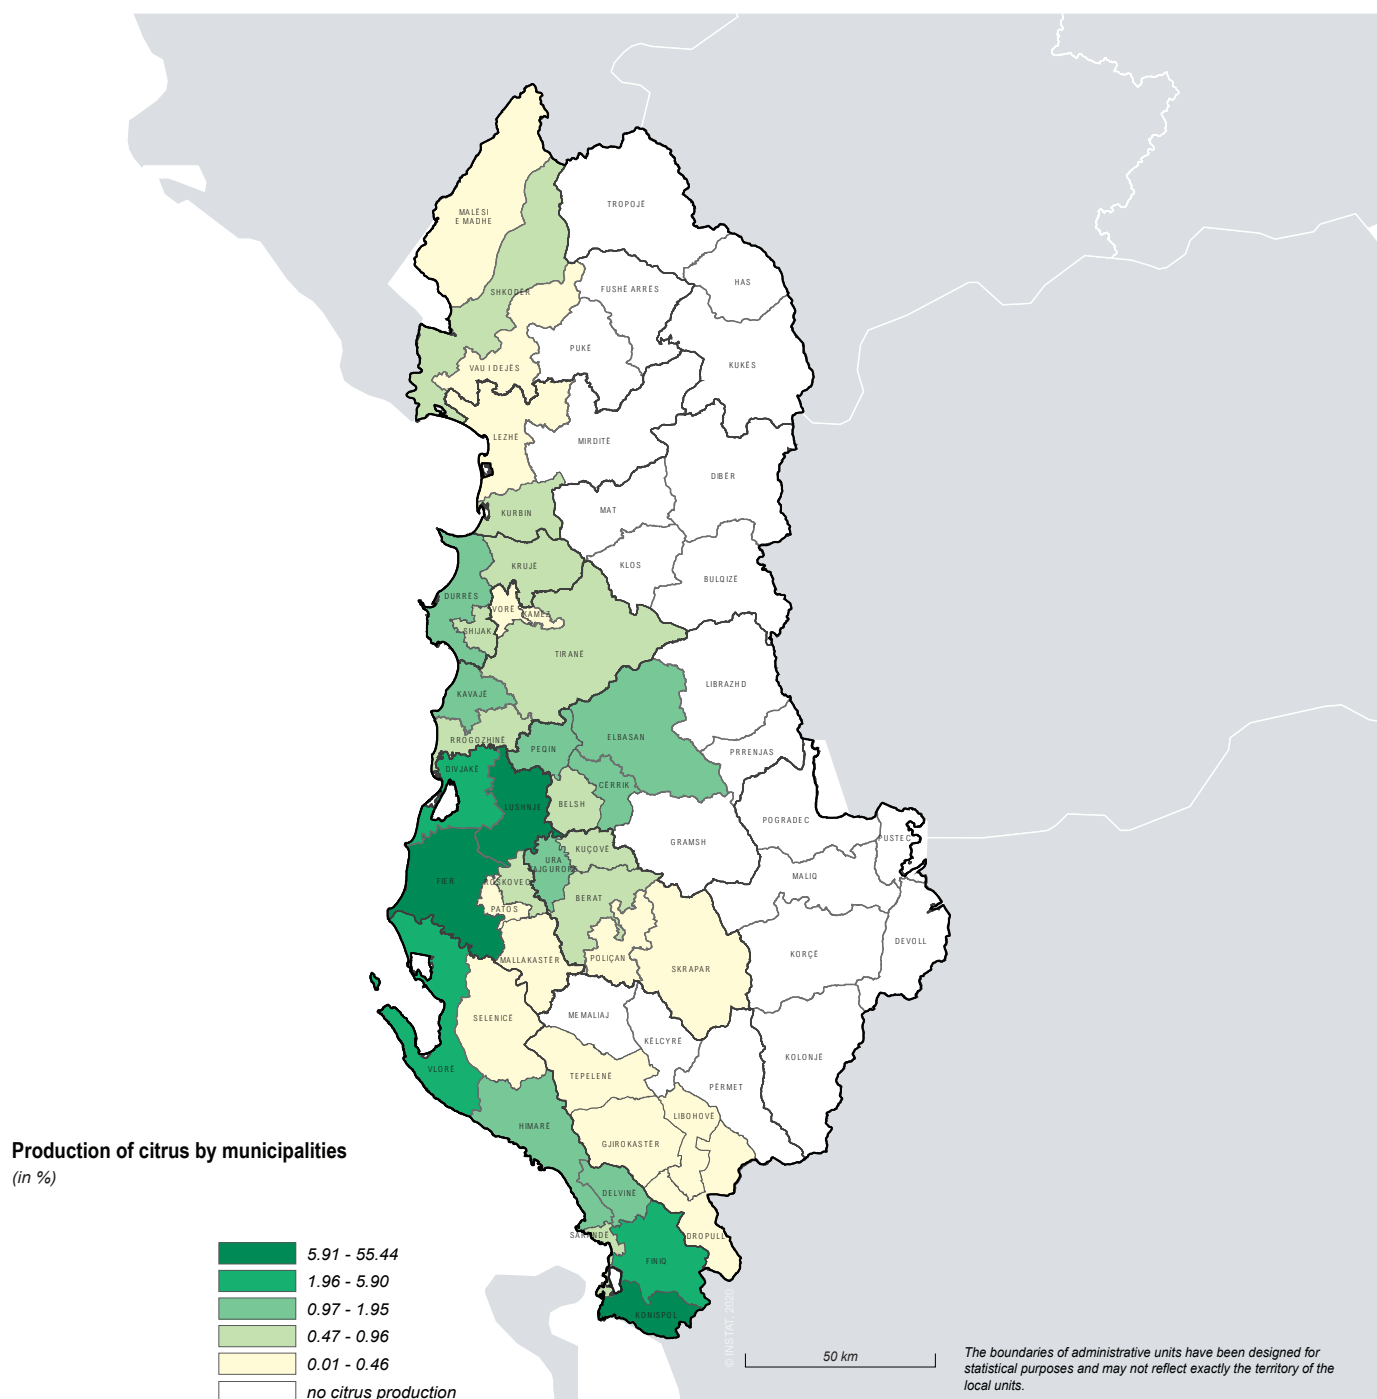 MALËSI
E MADHE
TROPOJË
HAS
FUSHË ARRËS
SHKODËR
PUKË
KUKËS
VAU I DEJËS
LEZHË
MIRDITË
DIBËR
KURBIN
MAT
KRUJË
KLOS
BULQIZË
DURRËS
VORË
KAMËZ
SHIJAK
TIRANË
LIBRAZHD
KAVAJË
RROGOZHINË
PEQIN
ELBASAN
PRRENJAS
DIVJAKË
CËRRIK
LUSHNJE
BELSH
POGRADEC
PUSTEC
GRAMSH
KUÇOVË
URA
MALIQ
FIER
BERAT
PATOS
DEVOLL
KORÇË
MALLAKASTËR
POLIÇAN
SKRAPAR
SELENICË
MEMALIAJ
KËLCYRË
KOLONJË
VLORË
TEPELENË
PËRMET
LIBOHOVË
HIMARË
GJIROKASTËR
DELVINË
SARANDË
DROPULL
FINIQ
KONISPOL
Production of citrus by municipalities
(in %)
5.91 - 55.44
1.96 - 5.90
0.97 - 1.95
0.47 - 0.96
0.01 - 0.46
no citrus production
© INSTAT, 2020
50 km
The boundaries of administrative units have been designed for
statistical purposes and may not reflect exactly the territory of the
local units.